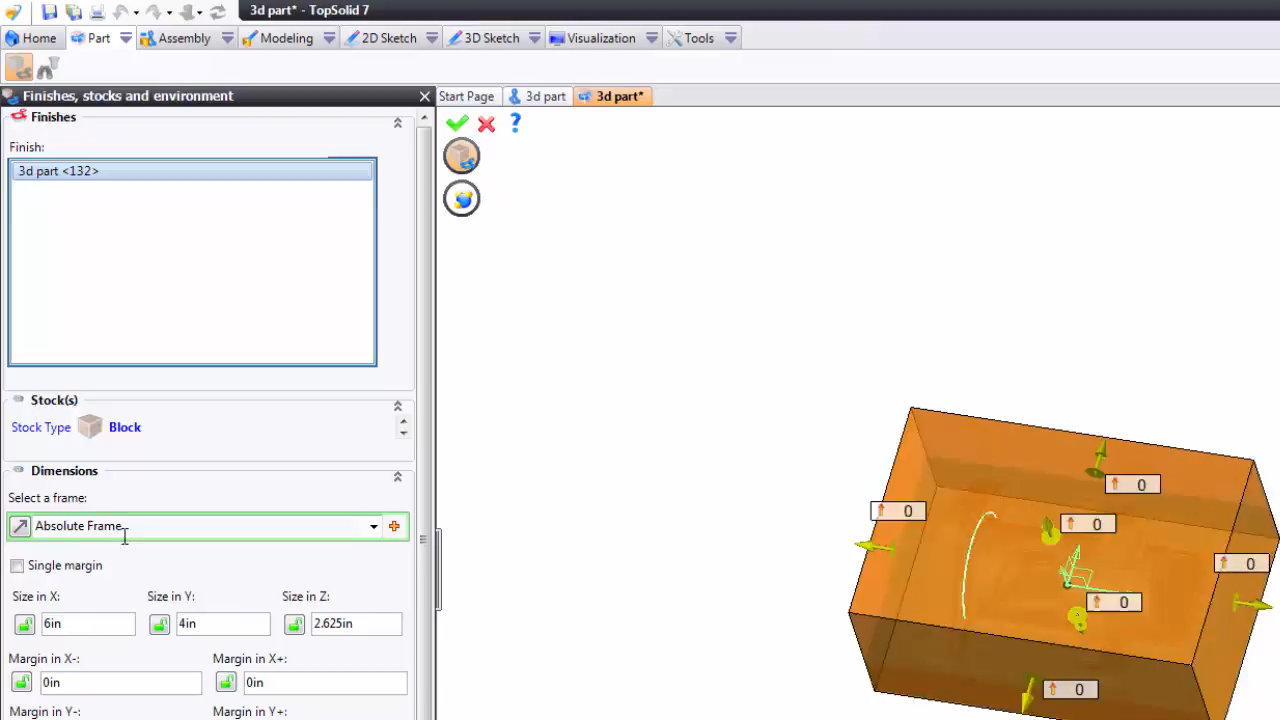 3d part* - TopSolid 7
Home Part Assembly Modeling 2D Sketch 3D Sketch Visualization Tools
Finishes, stocks and environment
Start Page 3d part 3d part*
Finishes
?
Finish:
3d part <132>
Stock(s)
Stock Type Block
Dimensions
Select a frame:
Absolute Frame
Single margin
Size in X: Size in Y: Size in Z:
6in 4in 2.625in
Margin in X-: Margin in X+:
0in 0in
Margin in Y-: Margin in Y+:
0
0
0
0
0
0